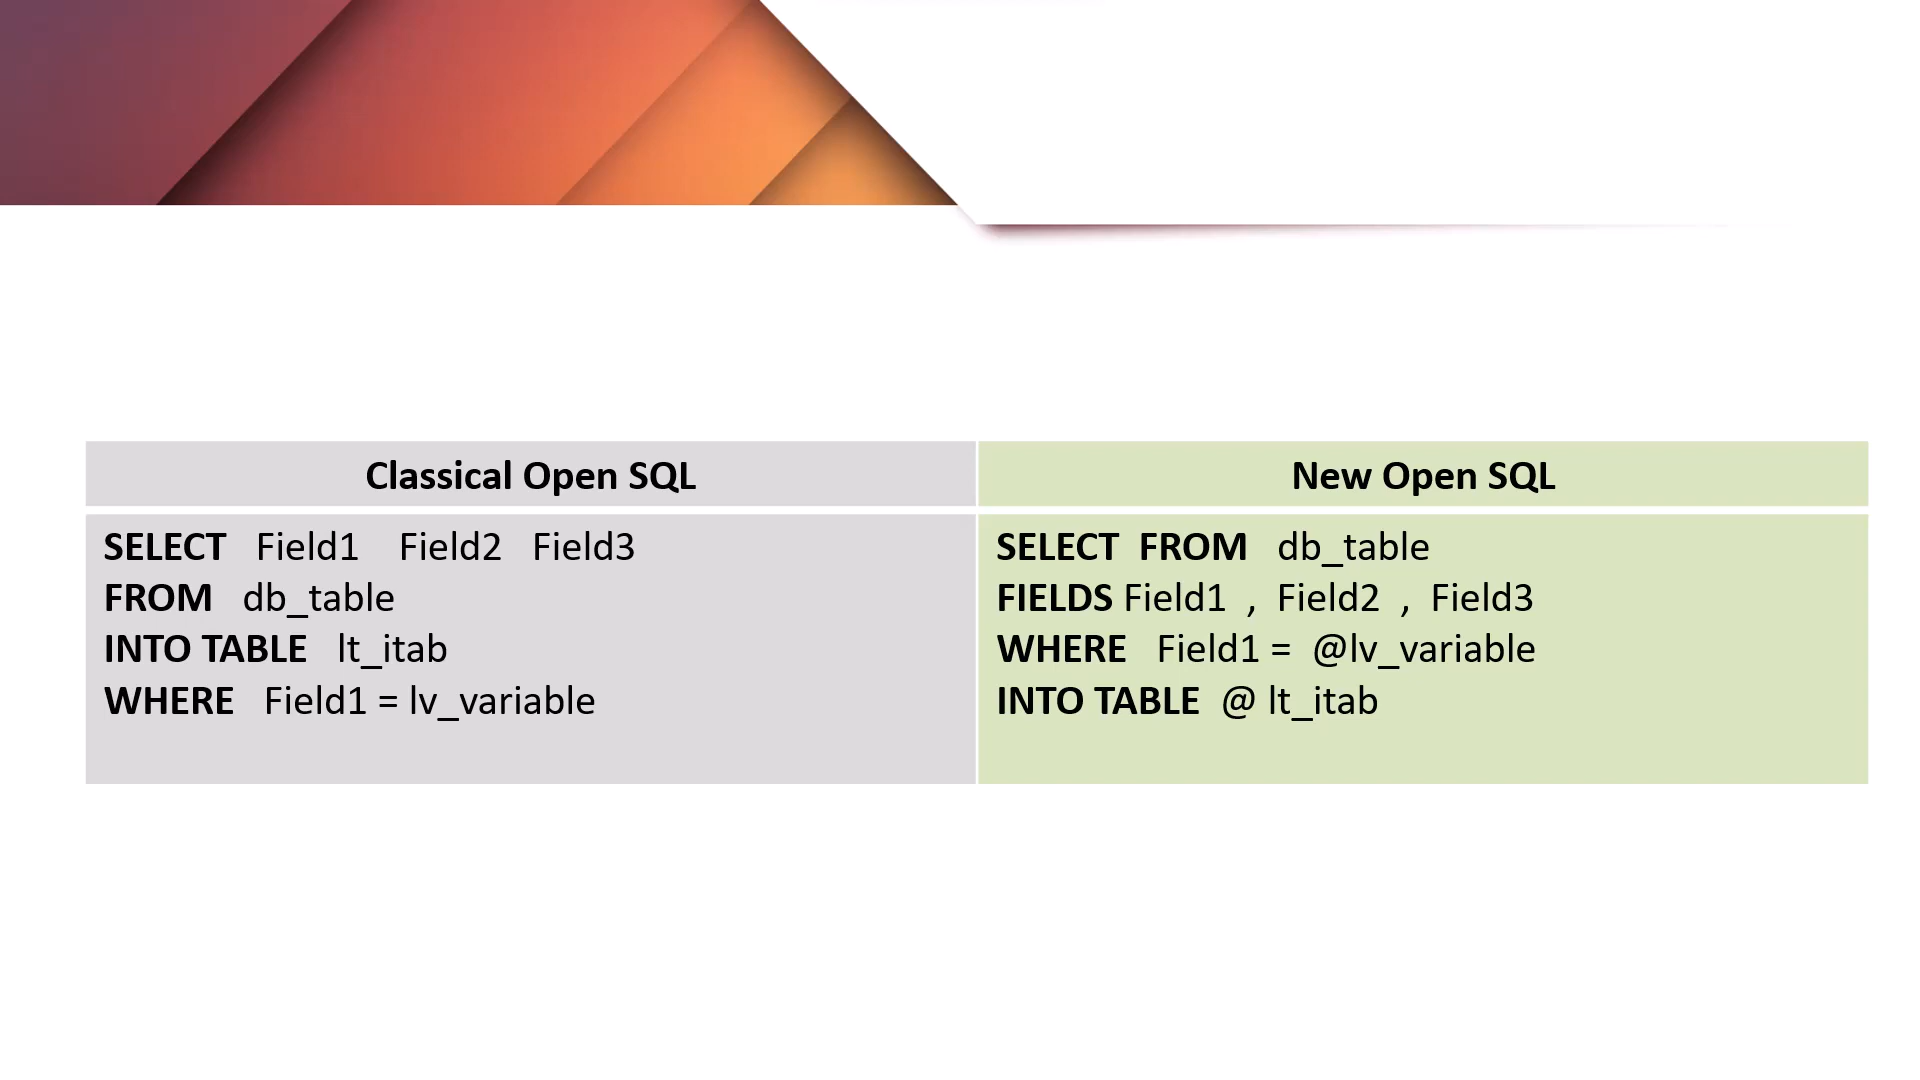 Classical Open SQL
New Open SQL
SELECT Field1 Field2 Field3
FROM db_table
INTO TABLE lt_itab
WHERE Field1 = lv_variable
SELECT FROM db_table
FIELDS Field1 , Field2 , Field3
WHERE Field1 = @lv_variable
INTO TABLE @ lt_itab